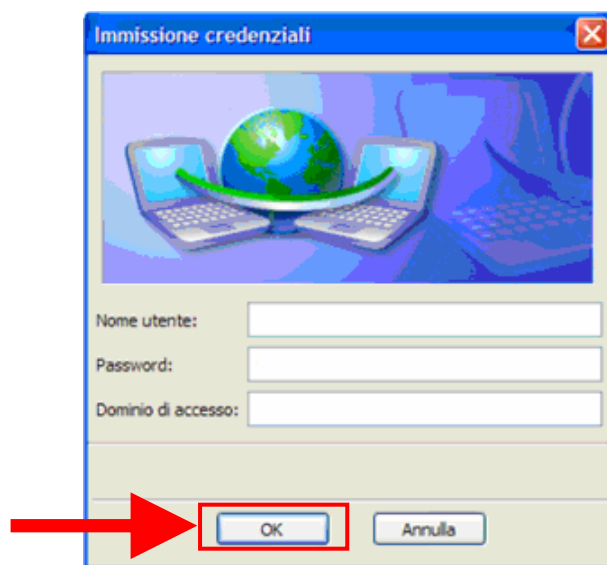 Immissione credenziali
Nome utente:
Password:
Dominio di accesso:
OK
Annulla